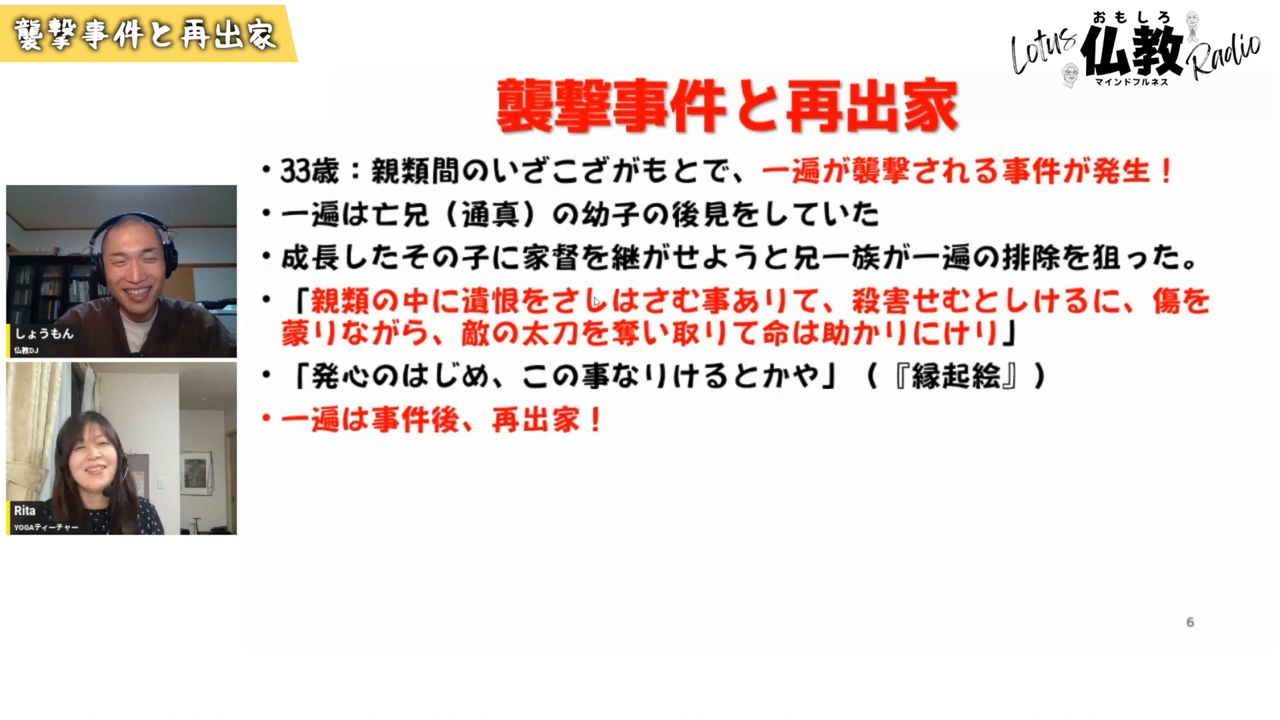 襲撃事件と再出家
おもしろ
Lotus 仏教 Radio
マインドフルネス
襲撃事件と再出家
・33歳：親類間のいざこざがもとで、一遍が襲撃される事件が発生！
・一遍は亡兄（通真）の幼子の後見をしていた
・成長したその子に家督を継がせようと兄一族が一遍の排除を狙った。
・「親類の中に遺恨をさしはさむ事ありて、殺害せむとしけるに、傷を
蒙りながら、敵の太刀を奪い取りて命は助かりにけり」
・「発心のはじめ、この事なりけるとかや」（『縁起絵』）
・一遍は事件後、再出家！
しょうもん
仏教DJ
Rita
YOGAティーチャー
6